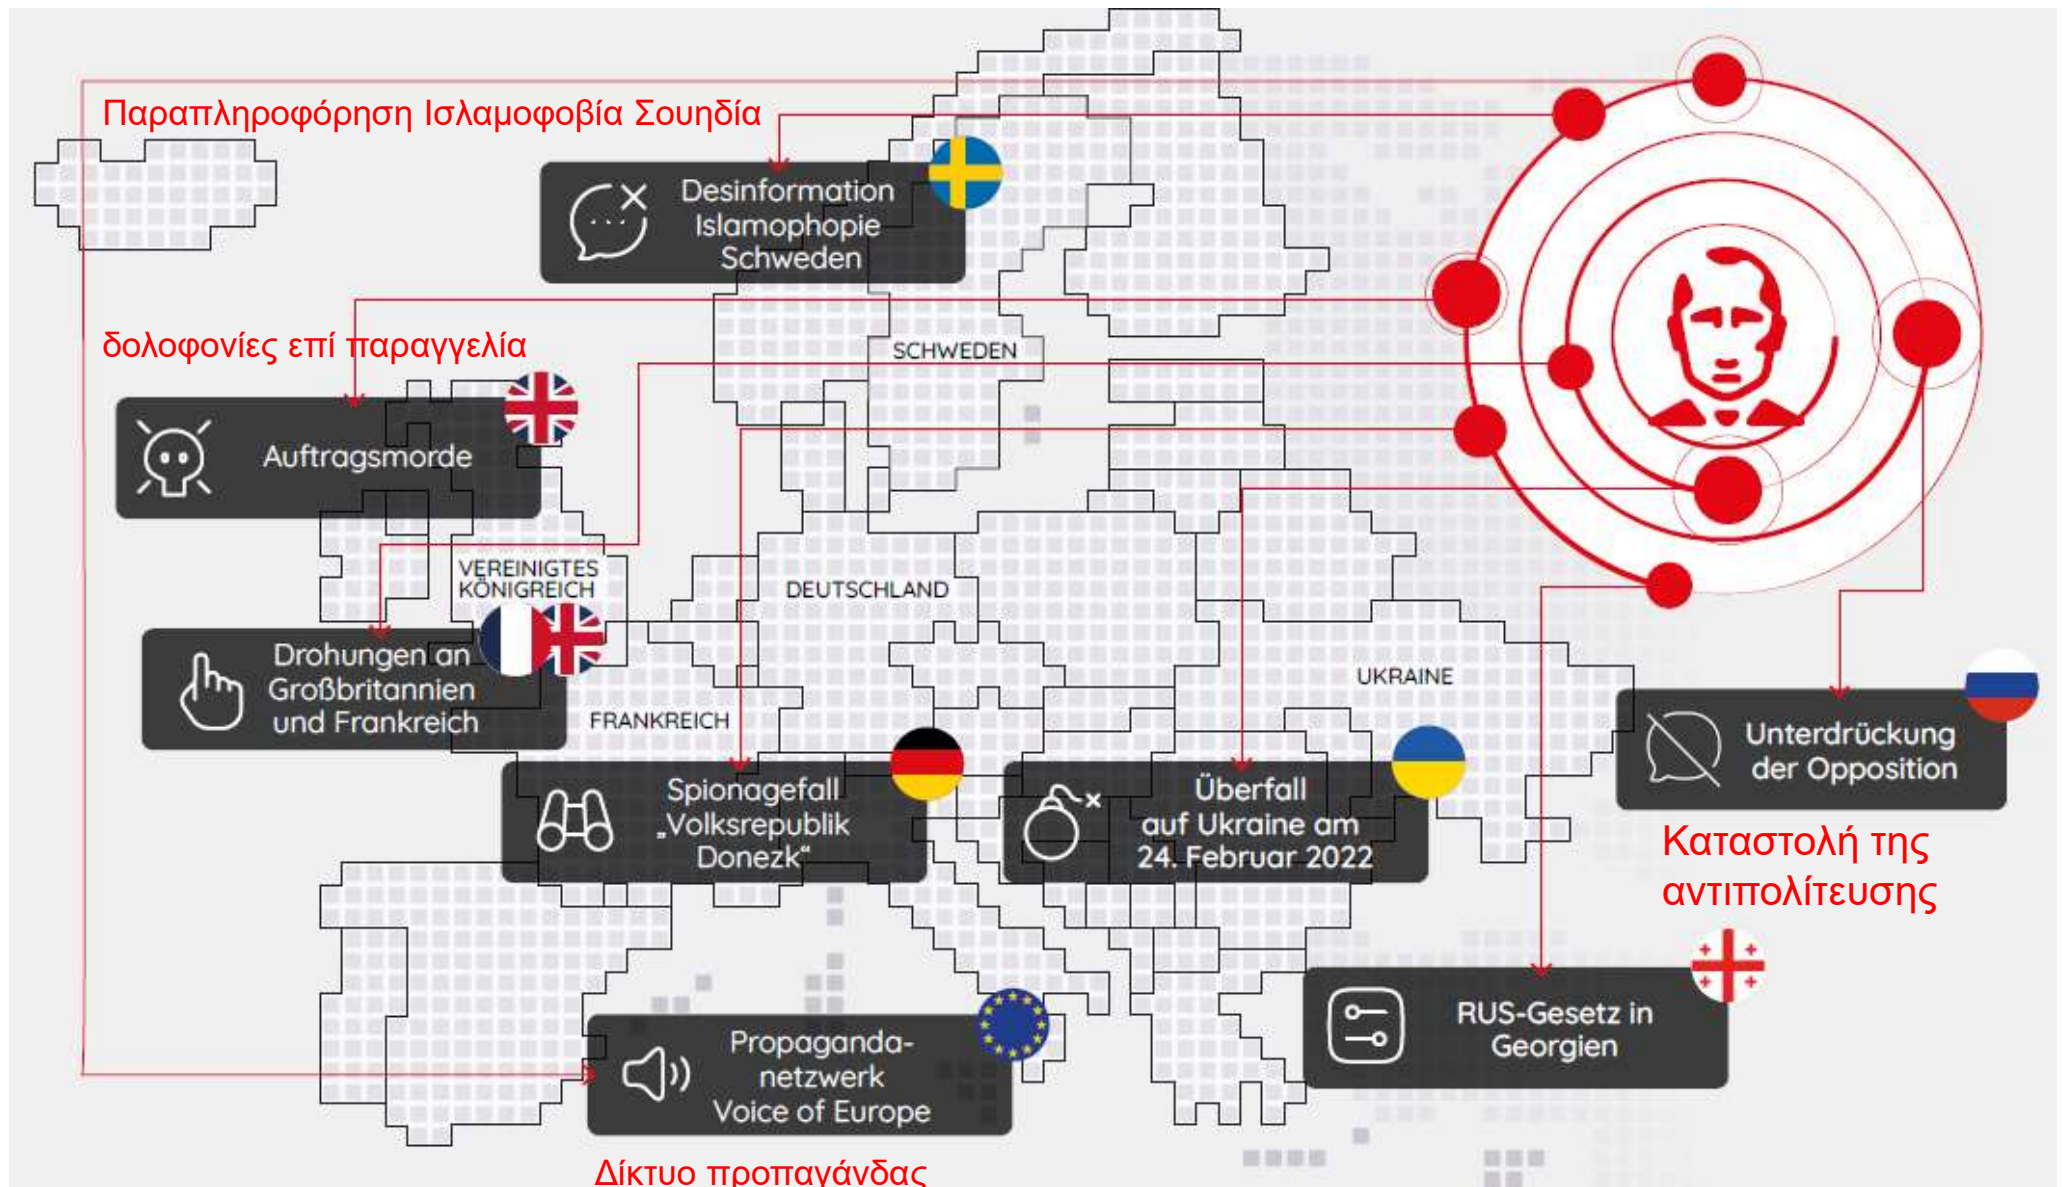 Παραπληροφόρηση Ισλαμοφοβία Σουηδία
Desinformation
Islamophopie
Schweden
δολοφονίες επί παραγγελία
SCHWEDEN
Auftragsmorde
VEREINIGTES
KÖNIGREICH
DEUTSCHLAND
Drohungen an
Großbritannien
und Frankreich
FRANKREICH
UKRAINE
Unterdrückung
der Opposition
Spionagefall
„Volksrepublik
Donezk“
Überfall
auf Ukraine am
24. Februar 2022
Καταστολή της
αντιπολίτευσης
RUS-Gesetz in
Georgien
Propaganda-
netzwerk
Voice of Europe
Δίκτυο προπαγάνδας